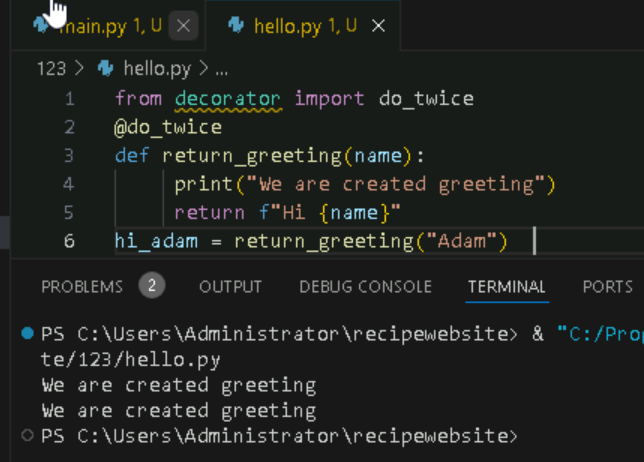 main.py 1, U
hello.py 1, U
123 > hello.py > ...
1 from decorator import do_twice
2 @do_twice
3 def return_greeting(name):
4 print("We are created greeting")
5 return f"Hi {name}"
6 hi_adam = return_greeting("Adam")
PROBLEMS 2 OUTPUT DEBUG CONSOLE TERMINAL PORTS
PS C:\Users\Administrator\recipewebsite> & "C:/Pro
te/123/hello.py
We are created greeting
We are created greeting
PS C:\Users\Administrator\recipewebsite>